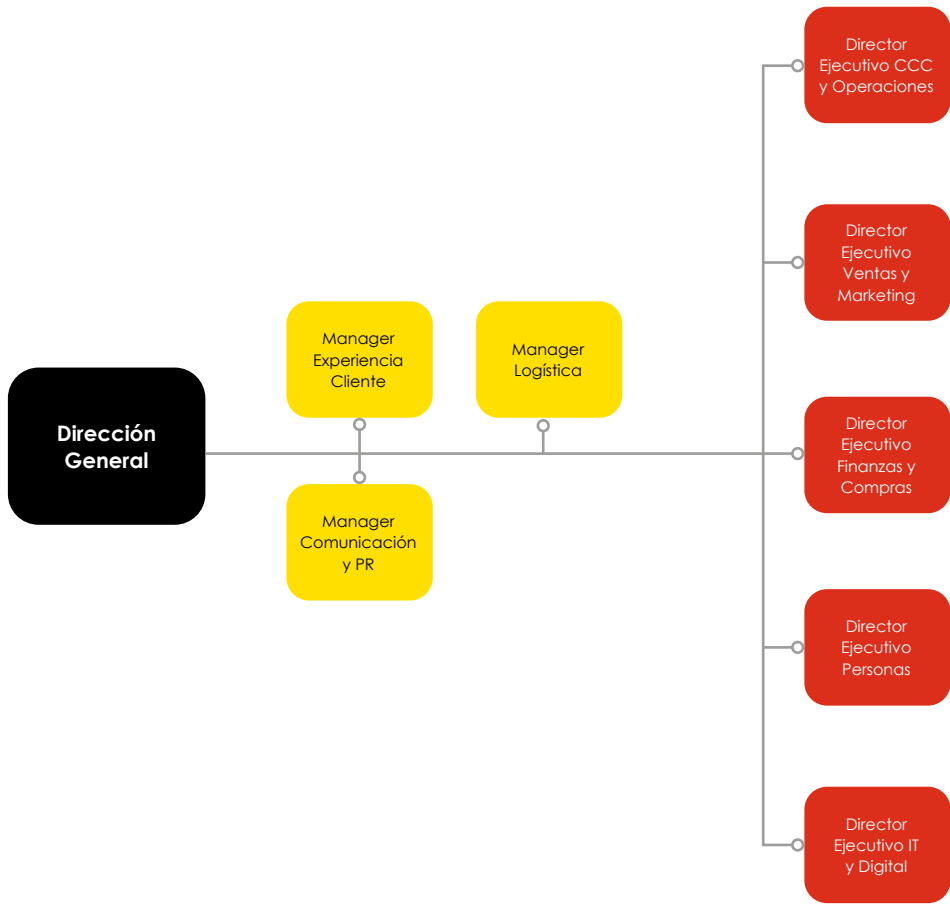 Dirección
General
Manager
Experiencia
Cliente
Manager
Comunicación
y PR
Manager
Logística
Director
Ejecutivo CCC
y Operaciones
Director
Ejecutivo
Ventas y
Marketing
Director
Ejecutivo
Finanzas y
Compras
Director
Ejecutivo
Personas
Director
Ejecutivo IT
y Digital